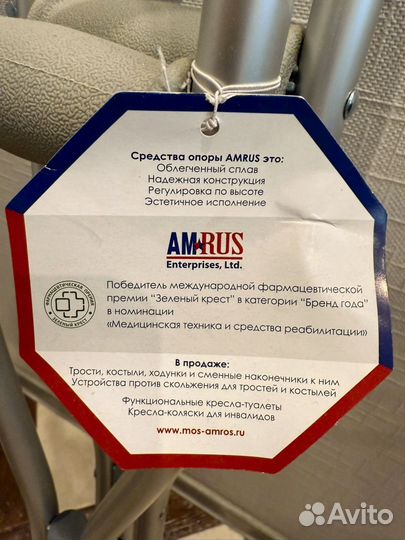 Средства опоры AMRUS это:
Облегченный сплав
Надежная конструкция
Регулировка по высоте
Эстетичное исполнение
AMRUS
Enterprises, Ltd.
Победитель международной фармацевтической
премии “Зеленый крест” в категории “Бренд года”
в номинации
«Медицинская техника и средства реабилитации»
ЗЕЛЕНЫЙ КРЕСТ
В продаже:
Трости, костыли, ходунки и сменные наконечники к ним
Устройства против скольжения для тростей и костылей
Функциональные кресла-туалеты
Кресла-коляски для инвалидов
www.mos-amros.ru
Avito